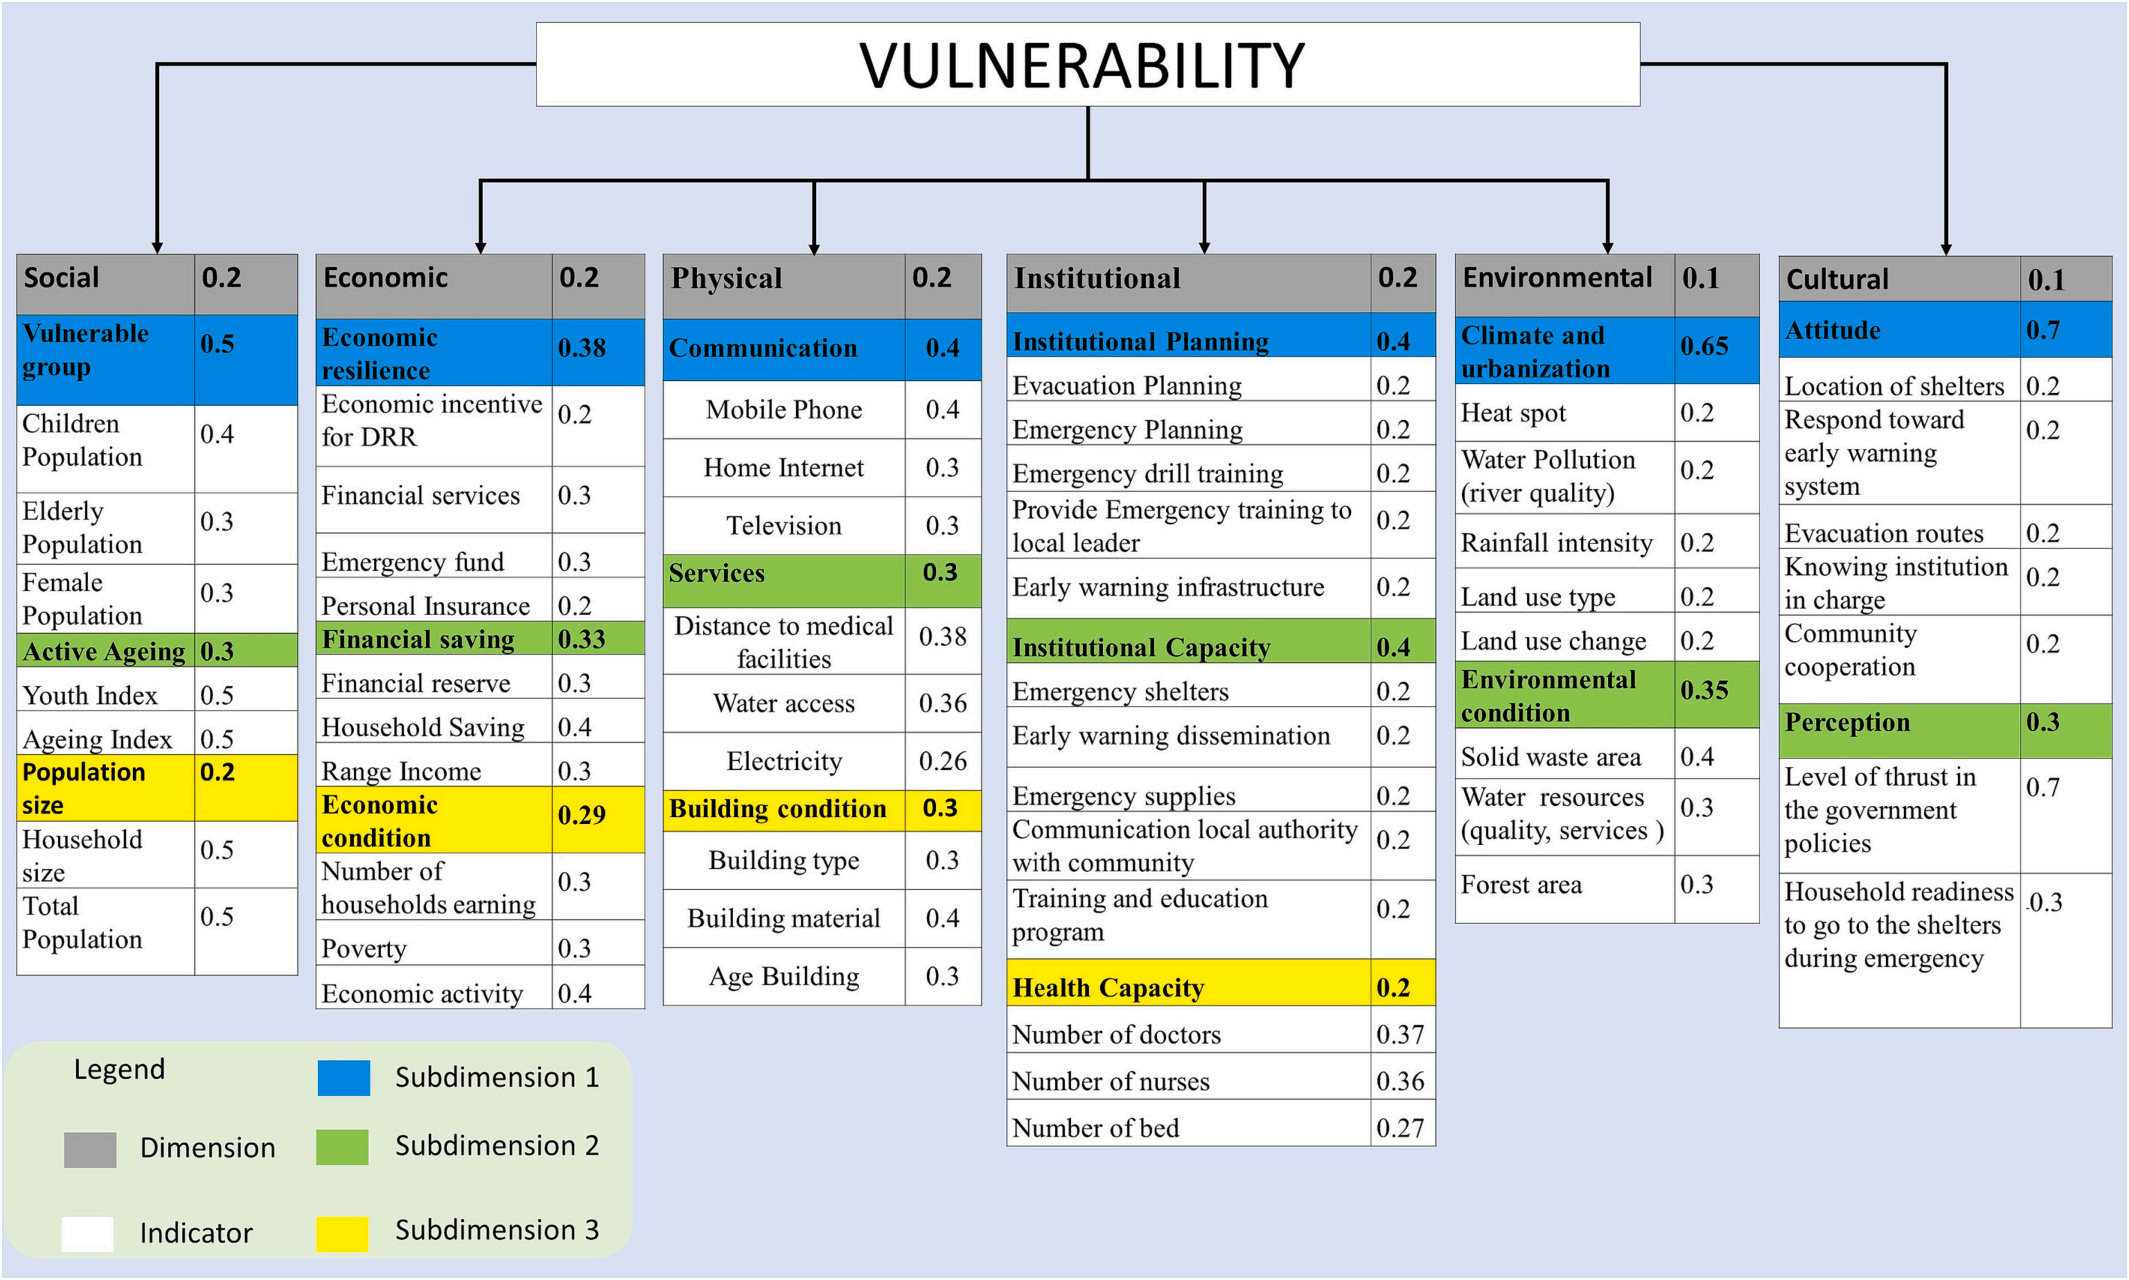 VULNERABILITY
Social 0.2
Vulnerable
group 0.5
Children
Population 0.4
Elderly
Population 0.3
Female
Population 0.3
Active Ageing 0.3
Youth Index 0.5
Ageing Index 0.5
Population
size 0.2
Household
size 0.5
Total
Population 0.5
Economic 0.2
Economic
resilience 0.38
Economic incentive
for DRR 0.2
Financial services 0.3
Emergency fund 0.3
Personal Insurance 0.2
Financial saving 0.33
Financial reserve 0.3
Household Saving 0.4
Range Income 0.3
Economic
condition 0.29
Number of
households earning 0.3
Poverty 0.3
Economic activity 0.4
Physical 0.2
Communication 0.4
Mobile Phone 0.4
Home Internet 0.3
Television 0.3
Services 0.3
Distance to medical
facilities 0.38
Water access 0.36
Electricity 0.26
Building condition 0.3
Building type 0.3
Building material 0.4
Age Building 0.3
Institutional 0.2
Institutional Planning 0.4
Evacuation Planning 0.2
Emergency Planning 0.2
Emergency drill training 0.2
Provide Emergency training to
local leader 0.2
Early warning infrastructure 0.2
Institutional Capacity 0.4
Emergency shelters 0.2
Early warning dissemination 0.2
Emergency supplies 0.2
Communication local authority
with community 0.2
Training and education
program 0.2
Health Capacity 0.2
Number of doctors 0.37
Number of nurses 0.36
Number of bed 0.27
Environmental 0.1
Climate and
urbanization 0.65
Heat spot 0.2
Water Pollution
(river quality) 0.2
Rainfall intensity 0.2
Land use type 0.2
Land use change 0.2
Environmental
condition 0.35
Solid waste area 0.4
Water resources
(quality, services ) 0.3
Forest area 0.3
Cultural 0.1
Attitude 0.7
Location of shelters 0.2
Respond toward
early warning
system 0.2
Evacuation routes 0.2
Knowing institution
in charge 0.2
Community
cooperation 0.2
Perception 0.3
Level of thrust in
the government
policies 0.7
Household readiness
to go to the shelters
during emergency .0.3
Legend
Dimension
Indicator
Subdimension 1
Subdimension 2
Subdimension 3